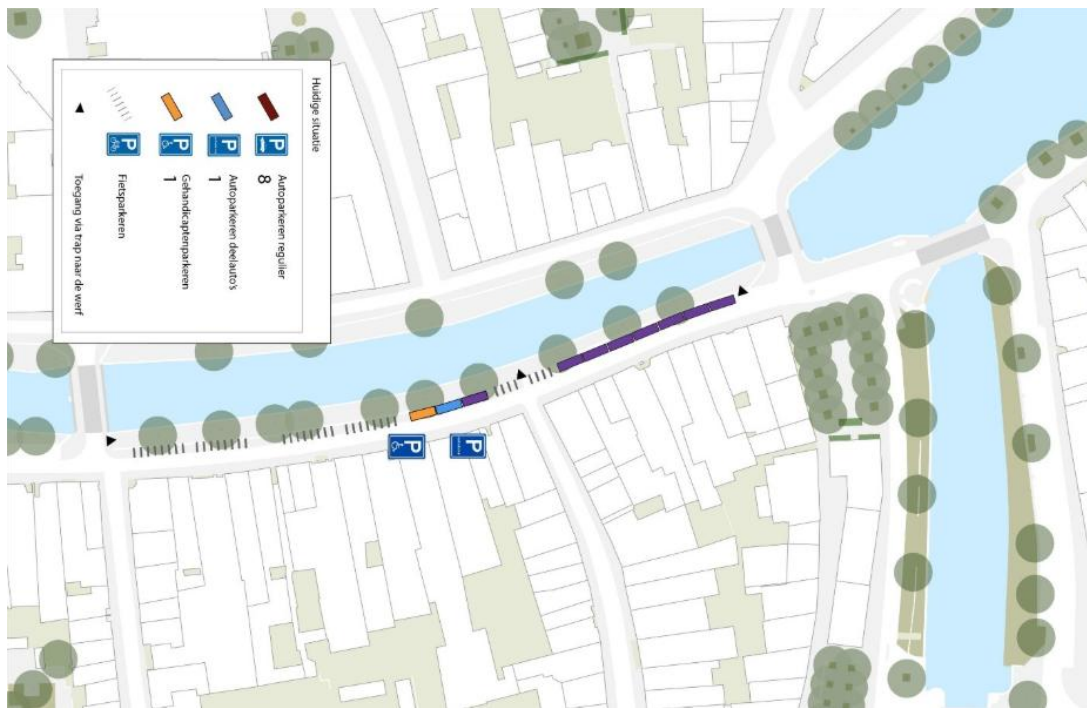 Huidige situatie
P Autoparkeren regulier
8
P Autoparkeren deelauto's
1
P Gehandicaptenparkeren
1
P Fietsparkeren
Toegang via trap naar de werf
P
P